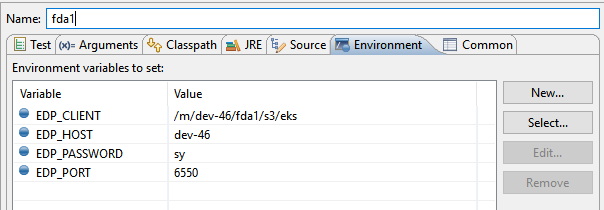 Name: fda1
Test (x)= Arguments Classpath JRE Source Environment Common
Environment variables to set:
Variable Value
EDP_CLIENT /m/dev-46/fda1/s3/eks
EDP_HOST dev-46
EDP_PASSWORD sy
EDP_PORT 6550
New...
Select...
Edit...
Remove